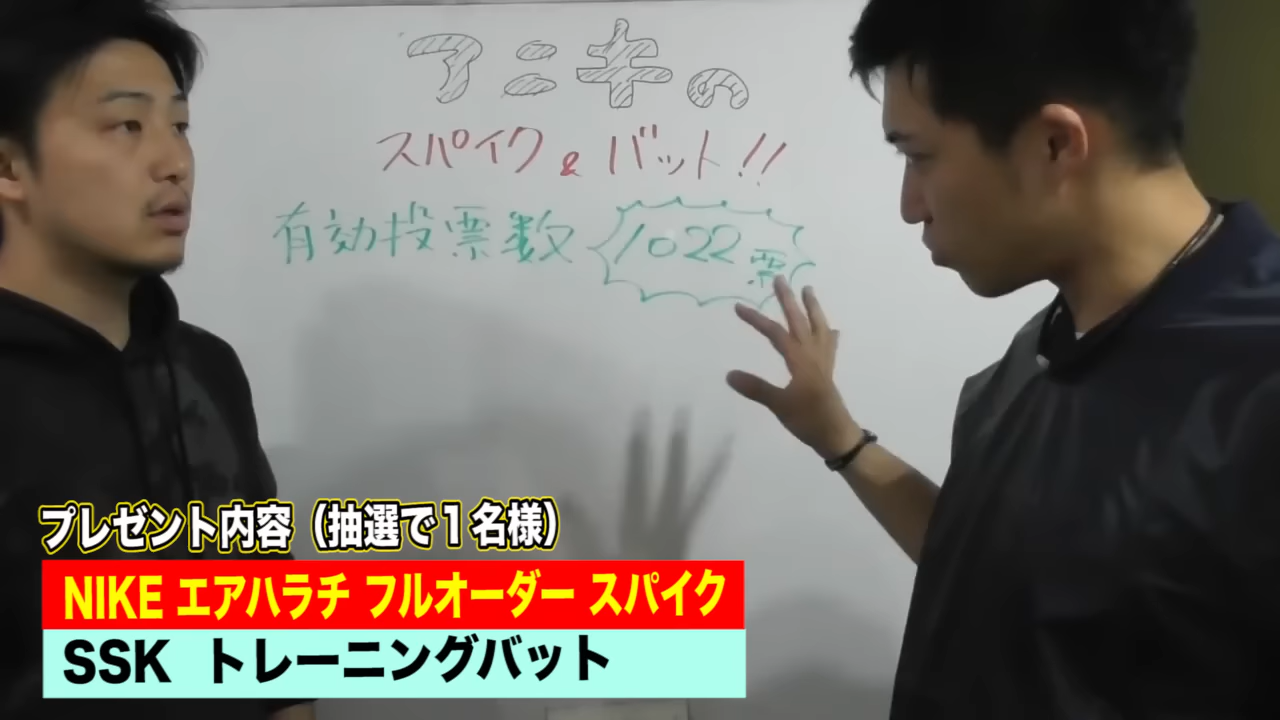 アニキの
スパイク & バット!!
有効投票数 1022票
プレゼント内容（抽選で1名様）
NIKE エアハラチ フルオーダー スパイク
SSK トレーニングバット